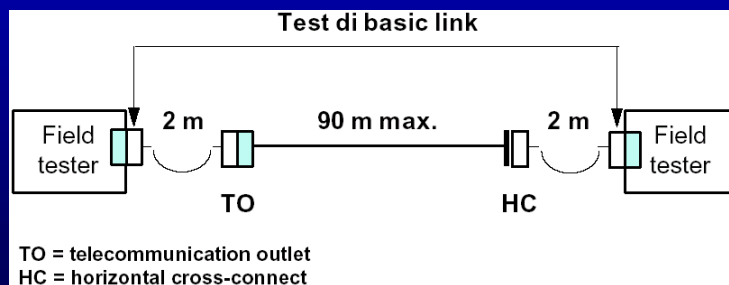 Test di basic link
2 m
90 m max.
2 m
Field
tester
Field
tester
TO
HC
TO = telecommunication outlet
HC = horizontal cross-connect